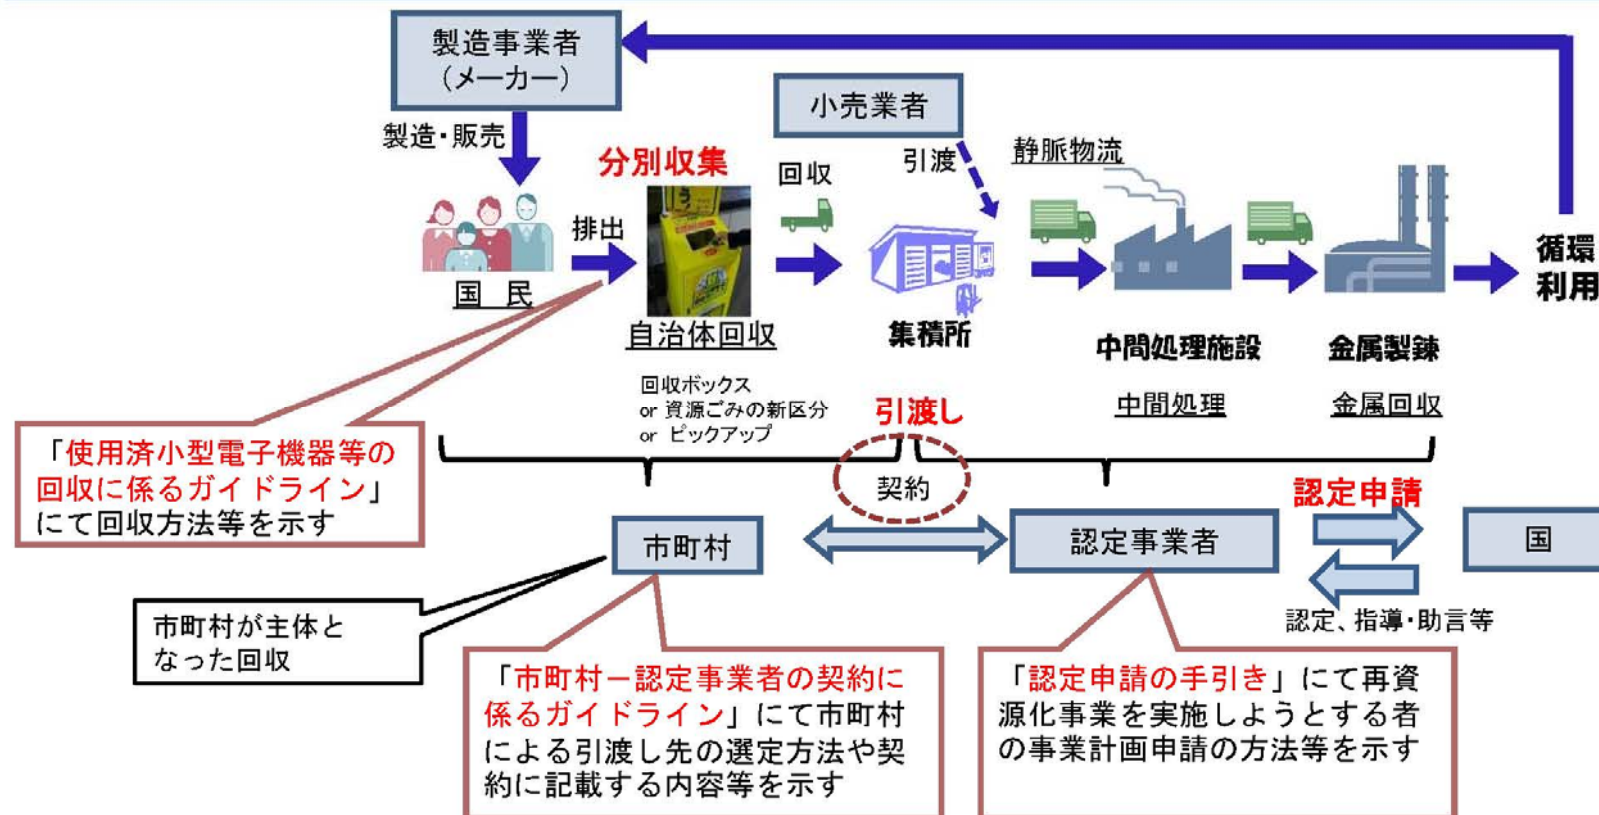 製造事業者
（メーカー）
製造・販売
小売業者
分別収集
回収
引渡
静脈物流
排出
国 民
自治体回収
集積所
中間処理施設
金属製錬
循環
利用
回収ボックス
or 資源ごみの新区分
or ピックアップ
中間処理
金属回収
引渡し
契約
「使用済小型電子機器等の
回収に係るガイドライン」
にて回収方法等を示す
市町村
認定事業者
認定申請
国
認定、指導・助言等
市町村が主体と
なった回収
「市町村－認定事業者の契約に
係るガイドライン」にて市町村
による引渡し先の選定方法や契
約に記載する内容等を示す
「認定申請の手引き」にて再資
源化事業を実施しようとする者
の事業計画申請の方法等を示す